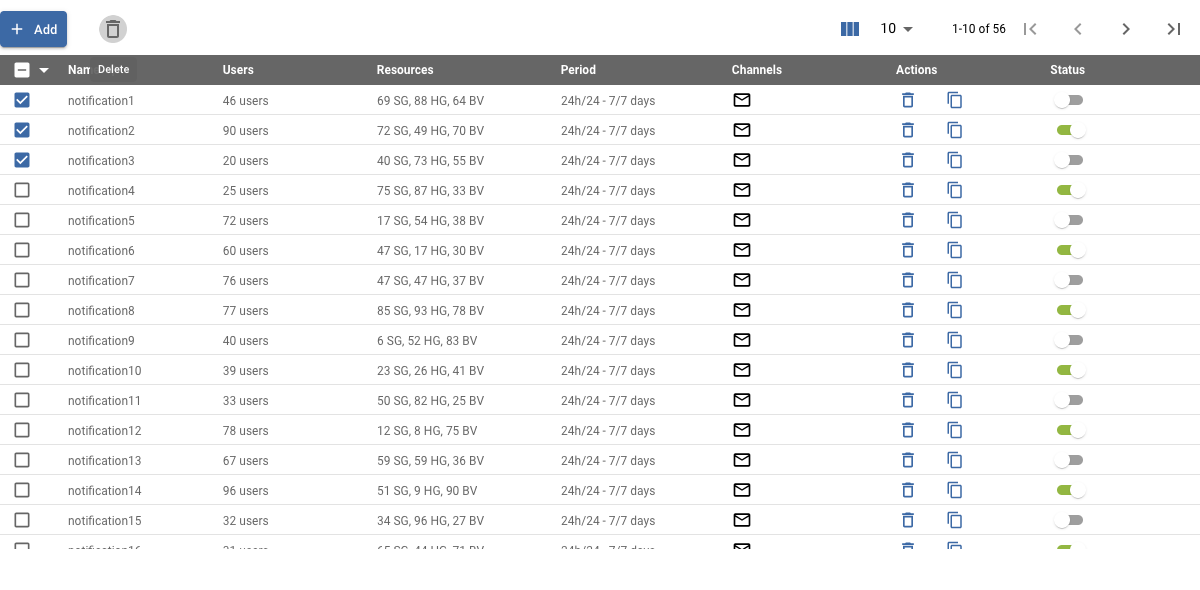 Add
10
1-10 of 56
Delete
Users Resources Period Channels Actions Status
notification1 46 users 69 SG, 88 HG, 64 BV 24h/24 - 7/7 days
notification2 90 users 72 SG, 49 HG, 70 BV 24h/24 - 7/7 days
notification3 20 users 40 SG, 73 HG, 55 BV 24h/24 - 7/7 days
notification4 25 users 75 SG, 87 HG, 33 BV 24h/24 - 7/7 days
notification5 72 users 17 SG, 54 HG, 38 BV 24h/24 - 7/7 days
notification6 60 users 47 SG, 17 HG, 30 BV 24h/24 - 7/7 days
notification7 76 users 47 SG, 47 HG, 37 BV 24h/24 - 7/7 days
notification8 77 users 85 SG, 93 HG, 78 BV 24h/24 - 7/7 days
notification9 40 users 6 SG, 52 HG, 83 BV 24h/24 - 7/7 days
notification10 39 users 23 SG, 26 HG, 41 BV 24h/24 - 7/7 days
notification11 33 users 50 SG, 82 HG, 25 BV 24h/24 - 7/7 days
notification12 78 users 12 SG, 8 HG, 75 BV 24h/24 - 7/7 days
notification13 67 users 59 SG, 59 HG, 36 BV 24h/24 - 7/7 days
notification14 96 users 51 SG, 9 HG, 90 BV 24h/24 - 7/7 days
notification15 32 users 34 SG, 96 HG, 27 BV 24h/24 - 7/7 days